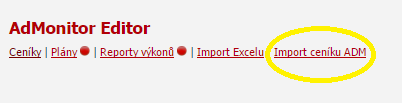 AdMonitor Editor
Ceníky | Plány | Reporty výkonů | Import Excelu Import ceníku ADM